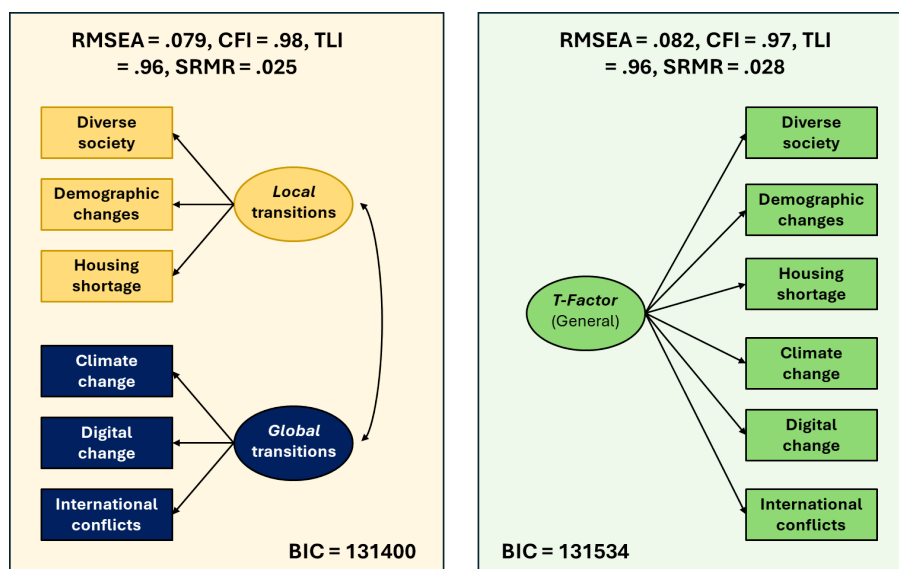 RMSEA = .079, CFI = .98, TLI
= .96, SRMR = .025
Diverse
society
Demographic
changes
Housing
shortage
Local
transitions
Climate
change
Digital
change
International
conflicts
Global
transitions
BIC = 131400
RMSEA = .082, CFI = .97, TLI
= .96, SRMR = .028
T-Factor
(General)
Diverse
society
Demographic
changes
Housing
shortage
Climate
change
Digital
change
International
conflicts
BIC = 131534